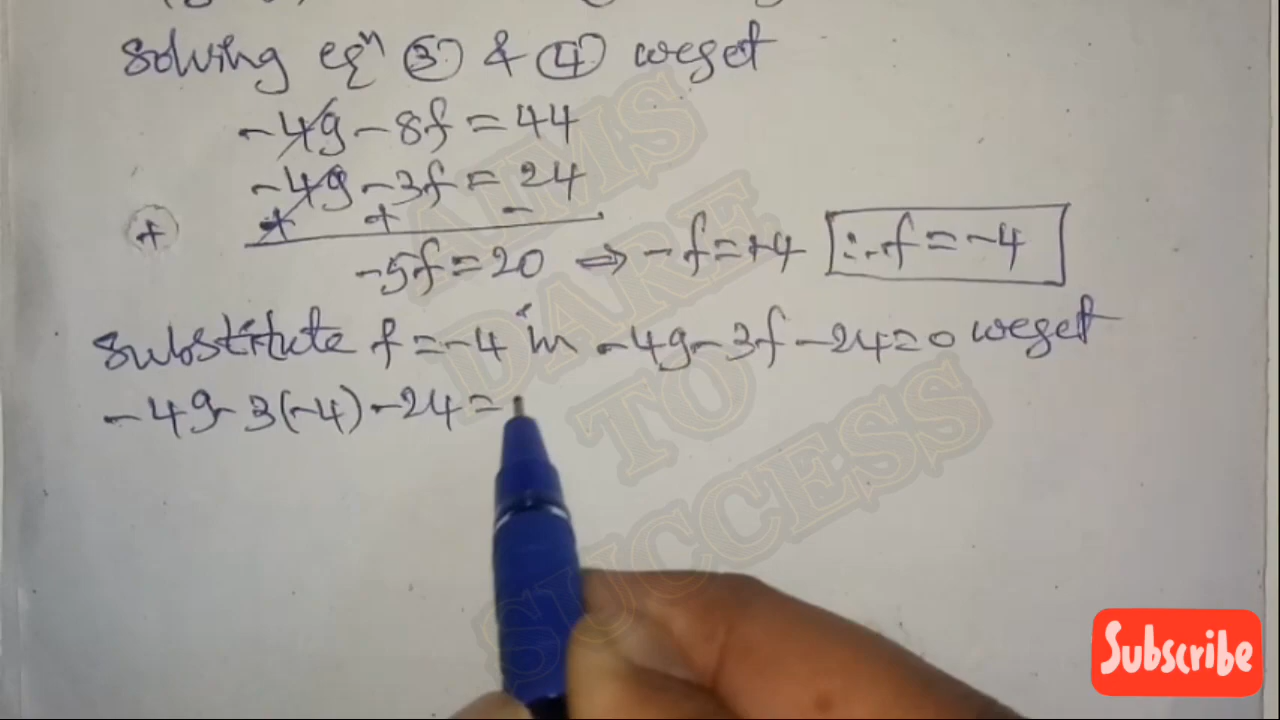 solving eqⁿ ③ & ④ weget
-4g - 8f = 44
-4g - 3f = 24
+ + + -
-5f = 20 ⇒ -f = +4 ∴ f = -4
substitute f = -4 in -4g - 3f - 24 = 0 weget
-4g - 3(-4) - 24 =
AIMS
DARE
TO
SUCCESS
Subscribe